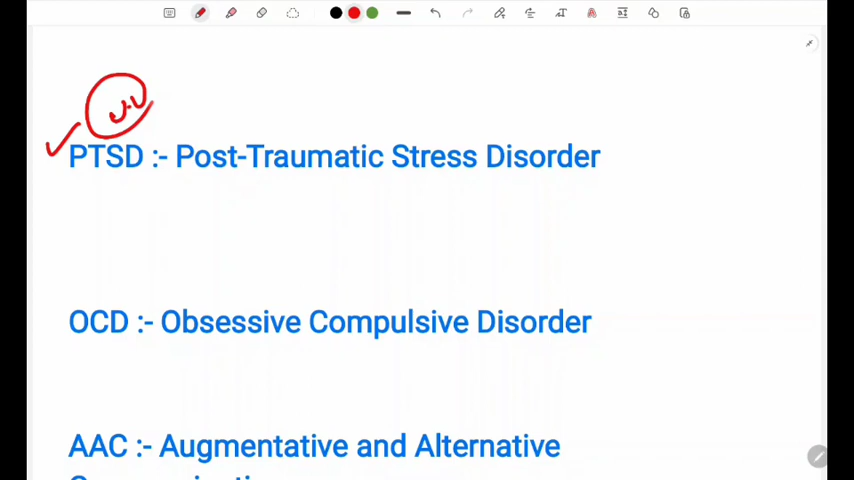 PTSD :- Post-Traumatic Stress Disorder
OCD :- Obsessive Compulsive Disorder
AAC :- Augmentative and Alternative